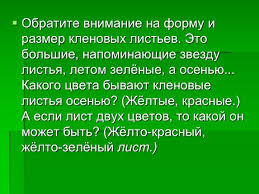 Обратите внимание на форму и
размер кленовых листьев. Это
большие, напоминающие звезду
листья, летом зелёные, а осенью...
Какого цвета бывают кленовые
листья осенью? (Жёлтые, красные.)
А если лист двух цветов, то какой он
может быть? (Жёлто-красный,
жёлто-зелёный лист.)